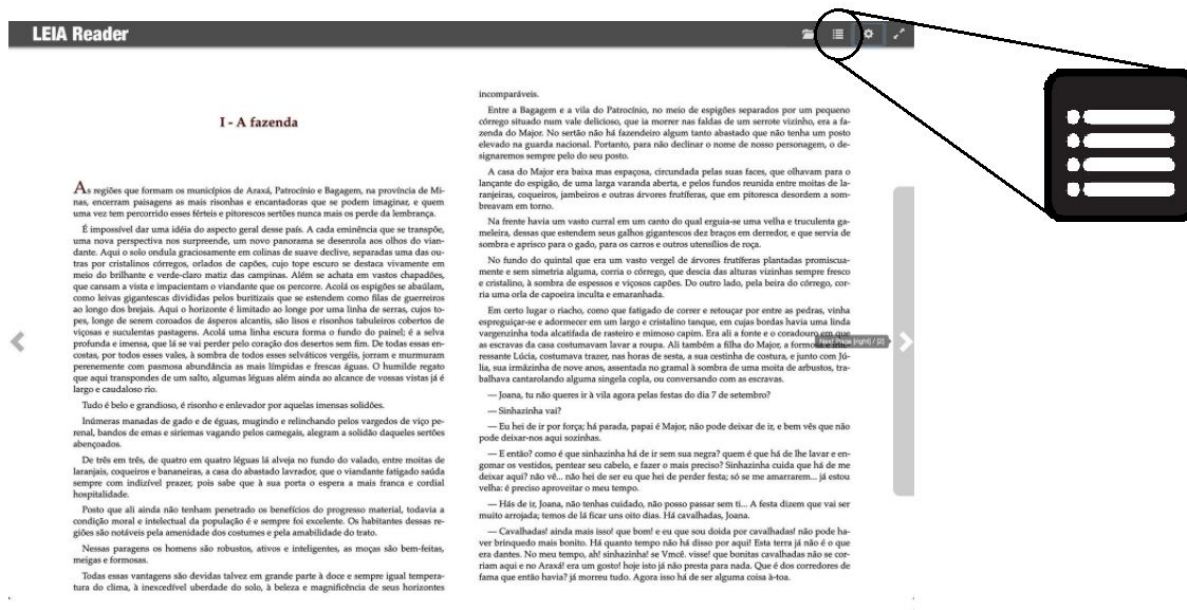 LEIA Reader
I - A fazenda
As regiões que formam os municípios de Araxá, Patrocínio e Bagagem, na província de Mi-
nas, encerram paisagens as mais risonhas e encantadoras que se podem imaginar, e quem
uma vez tem percorrido esses férteis e pitorescos sertões nunca mais os perde da lembrança.
É impossível dar uma idéia do aspecto geral desse país. A cada eminência que se transpõe,
uma nova perspectiva nos surpreende, um novo panorama se desenrola aos olhos do vian-
dante. Aqui o solo ondula graciosamente em colinas de suave declive, separadas uma das ou-
tras por cristalinos córregos, orlados de capões, cujo tope escuro se destaca vivamente em
meio do brilhante e verde-claro matiz das campinas. Além se achata em vastos chapadões,
que cansam a vista e impacientam o viandante que os percorre. Acolá os espigões se abaúlam,
como leivas gigantescas divididas pelos buritizais que se estendem como filas de guerreiros
ao longo dos brejais. Aqui o horizonte é limitado ao longe por uma linha de serras, cujos to-
pes, longe de serem coroados de ásperos alcantis, são lisos e risonhos tabuleiros cobertos de
viçosas e suculentas pastagens. Acolá uma linha escura forma o fundo do painel; é a selva
profunda e imensa, que lá se vai perder pelo coração dos desertos sem fim. De todas essas en-
costas, por todos esses vales, à sombra de todos esses selváticos vergéis, jorram e murmuram
perenemente com pasmosa abundância as mais límpidas e frescas águas. O humilde regato
que aqui transpondes de um salto, algumas léguas além ainda ao alcance de vossas vistas já é
largo e caudaloso rio.
Tudo é belo e grandioso, é risonho e enlevador por aquelas imensas solidões.
Inúmeras manadas de gado e de éguas, mugindo e relinchando pelos vargedos de viço pe-
renal, bandos de emas e siriemas vagando pelos camegais, alegram a solidão daqueles sertões
abençoados.
De três em três, de quatro em quatro léguas lá alveja no fundo do valado, entre moitas de
laranjais, coqueiros e bananeiras, a casa do abastado lavrador, que o viandante fatigado saúda
sempre com indizível prazer, pois sabe que à sua porta o espera a mais franca e cordial
hospitalidade.
Posto que ali ainda não tenham penetrado os benefícios do progresso material, todavia a
condição moral e intelectual da população é e sempre foi excelente. Os habitantes dessas re-
giões são notáveis pela amenidade dos costumes e pela amabilidade do trato.
Nessas paragens os homens são robustos, ativos e inteligentes, as moças são bem-feitas,
meigas e formosas.
Todas essas vantagens são devidas talvez em grande parte à doce e sempre igual tempera-
tura do clima, à inexcedível uberdade do solo, à beleza e magnificência de seus horizontes
incomparáveis.
Entre a Bagagem e a vila do Patrocínio, no meio de espigões separados por um pequeno
córrego situado num vale delicioso, que ia morrer nas faldas de um serrote vizinho, era a fa-
zenda do Major. No sertão não há fazendeiro algum tanto abastado que não tenha um posto
elevado na guarda nacional. Portanto, para não declinar o nome de nosso personagem, o de-
signaremos sempre pelo do seu posto.
A casa do Major era baixa mas espaçosa, circundada pelas suas faces, que olhavam para o
lançante do espigão, de uma larga varanda aberta, e pelos fundos reunida entre moitas de la-
ranjeiras, coqueiros, jambeiros e outras árvores frutíferas, que em pitoresca desordem a som-
breavam em torno.
Na frente havia um vasto curral em um canto do qual erguia-se uma velha e truculenta ga-
meleira, dessas que estendem seus galhos gigantescos dez braços em derredor, e que servia de
sombra e aprisco para o gado, para os carros e outros utensílios de roça.
No fundo do quintal que era um vasto vergel de árvores frutíferas plantadas promiscua-
mente e sem simetria alguma, corria o córrego, que descia das alturas vizinhas sempre fresco
e cristalino, à sombra de espessos e viçosos capões. Do outro lado, pela beira do córrego, cor-
ria uma orla de capoeira inculta e emaranhada.
Em certo lugar o riacho, como que fatigado de correr e retouçar por entre as pedras, vinha
espreguiçar-se e adormecer em um largo e cristalino tanque, em cujas bordas havia uma linda
vargenzinha toda alcatifada de rasteiro e mimoso capim. Era ali a fonte e o coradouro em que
as escravas da casa costumavam lavar a roupa. Ali também a filha do Major, a formosa e
Next Page [right] / [2]
ressante Lúcia, costumava trazer, nas horas de sesta, a sua cestinha de costura, e junto com Jú-
lia, sua irmãzinha de nove anos, assentada no gramal à sombra de uma moita de arbustos, tra-
balhava cantarolando alguma singela copla, ou conversando com as escravas.
— Joana, tu não queres ir à vila agora pelas festas do dia 7 de setembro?
— Sinhazinha vai?
— Eu hei de ir por força; há parada, papai é Major, não pode deixar de ir, e bem vês que não
pode deixar-nos aqui sozinhas.
— E então? como é que sinhazinha há de ir sem sua negra? quem é que há de lhe lavar e en-
gomar os vestidos, pentear seu cabelo, e fazer o mais preciso? Sinhazinha cuida que há de me
deixar aqui? não vê... não hei de ser eu que hei de perder festa; só se me amarrarem... já estou
velha: é preciso aproveitar o meu tempo.
— Hás de ir, Joana, não tenhas cuidado, não posso passar sem ti... A festa dizem que vai ser
muito arrojada; temos de lá ficar uns oito dias. Há cavalhadas, Joana.
— Cavalhadas! ainda mais isso! que bom! e eu que sou doida por cavalhadas! não pode ha-
ver brinquedo mais bonito. Há quanto tempo não há disso por aqui! Esta terra já não é o que
era dantes. No meu tempo, ah! sinhazinha! se Vmcê. visse! que bonitas cavalhadas não se cor-
riam aqui e no Araxá! era um gosto! hoje isto já não presta para nada. Que é dos corredores de
fama que então havia? já morreu tudo. Agora isso há de ser alguma coisa à-toa.